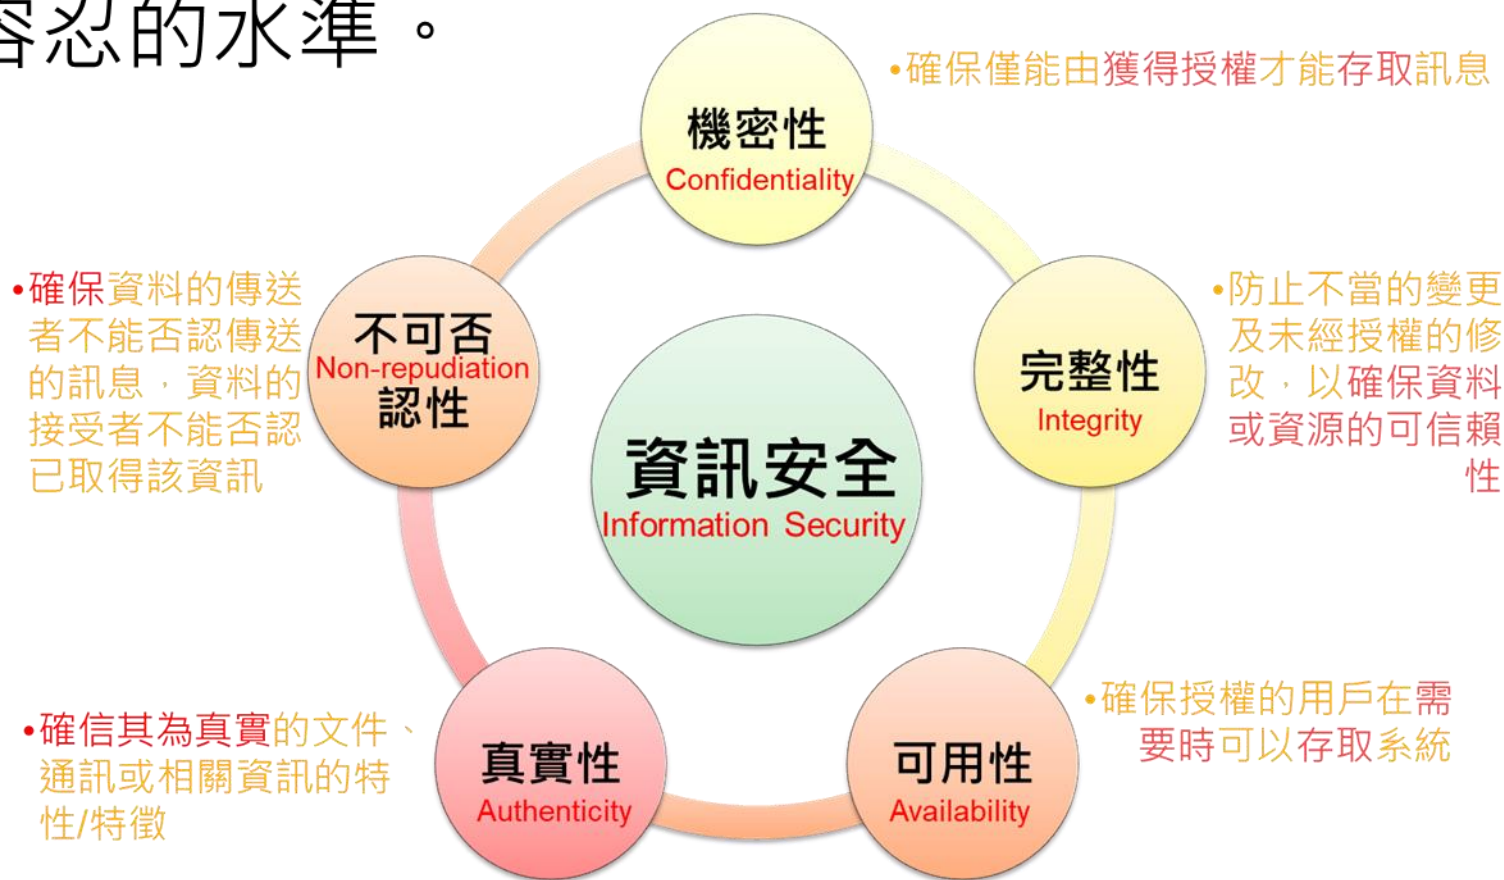 容忍的水準。
•確保僅能由獲得授權才能存取訊息
機密性
Confidentiality
•確保資料的傳送
者不能否認傳送
的訊息，資料的
接受者不能否認
已取得該資訊
不可否
Non-repudiation
認性
•防止不當的變更
及未經授權的修
改，以確保資料
或資源的可信賴
性
完整性
Integrity
資訊安全
Information Security
•確信其為真實的文件、
通訊或相關資訊的特
性/特徵
真實性
Authenticity
•確保授權的用戶在需
要時可以存取系統
可用性
Availability